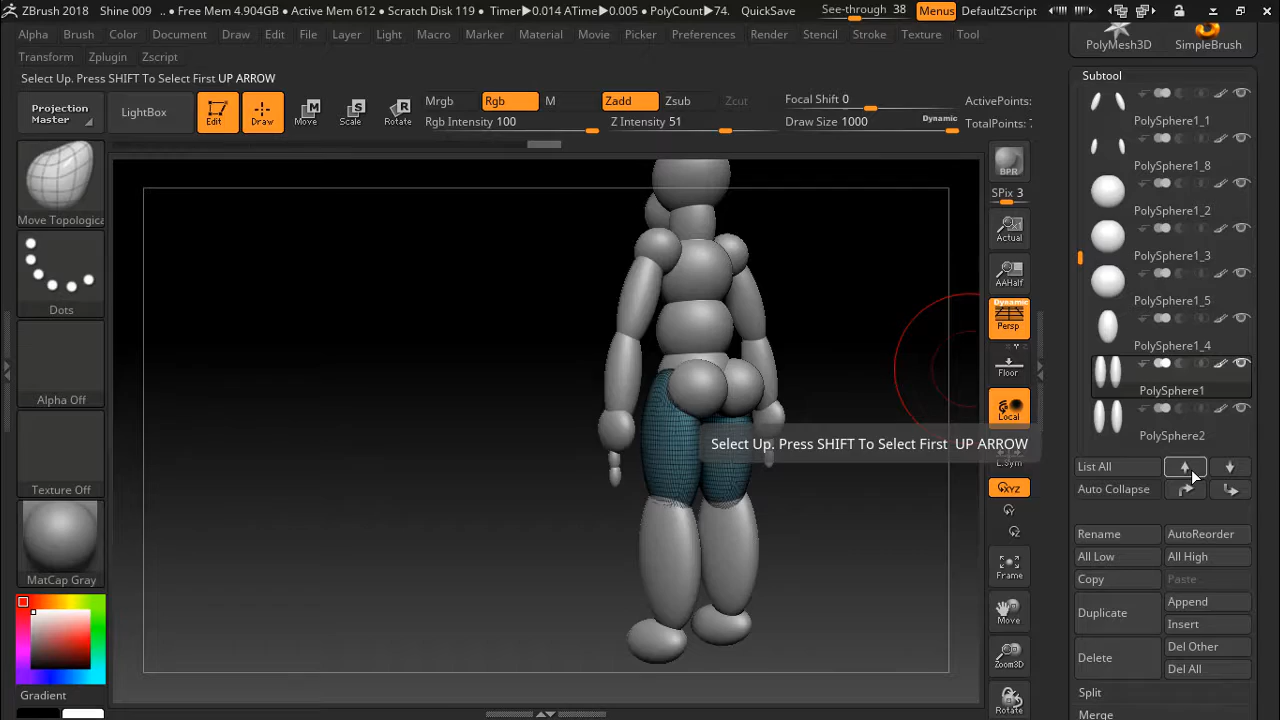 ZBrush 2018 Shine 009 .. • Free Mem 4.904GB • Active Mem 612 • Scratch Disk 119 • Timer▶0.014 ATime▶0.005 • PolyCount▶74. QuickSave See-through 38 Menus DefaultZScript
Alpha Brush Color Document Draw Edit File Layer Light Macro Marker Material Movie Picker Preferences Render Stencil Stroke Texture Tool
Transform Zplugin Zscript
Select Up. Press SHIFT To Select First UP ARROW
Projection Master
LightBox
Edit
Draw
Move
Scale
Rotate
Mrgb Rgb M Zadd Zsub Zcut
Rgb Intensity 100 Z Intensity 51
Focal Shift 0
Draw Size 1000 Dynamic
ActivePoints:
TotalPoints: 7
Move Topologica
Dots
Alpha Off
Texture Off
MatCap Gray
Gradient
BPR
SPix 3
Actual
AAHalf
Dynamic
Persp
Floor
Local
L.Sym
XYZ
Frame
Move
Zoom3D
Rotate
Select Up. Press SHIFT To Select First UP ARROW
PolyMesh3D SimpleBrush
Subtool
PolySphere1_1
PolySphere1_8
PolySphere1_2
PolySphere1_3
PolySphere1_5
PolySphere1_4
PolySphere1
PolySphere2
List All
Auto Collapse
Rename AutoReorder
All Low All High
Copy Paste
Duplicate Append
Insert
Delete Del Other
Del All
Split
Merge